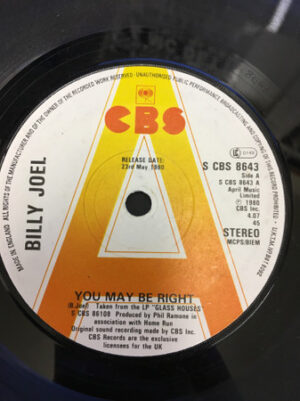 ALL RIGHTS OF THE MANUFACTURER AND OF THE OWNER OF THE RECORDED WORK RESERVED · UNAUTHORISED PUBLIC PERFORMANCE, BROADCASTING AND COPYING OF THIS RECORD PROHIBITED
MADE IN ENGLAND
CBS
RELEASE DATE:
23rd May 1980
BILLY JOEL
S CBS 8643
Side A
S CBS 8643 A
April Music
Limited
℗ 1980
CBS Inc.
4.07
45
STEREO
MCPS/BIEM
YOU MAY BE RIGHT
(B.Joel) Taken from the LP "GLASS HOUSES"
S CBS 86108 Produced by Phil Ramone in
association with Home Run
Original sound recording made by CBS Inc.
CBS Records are the exclusive
licensees for the UK